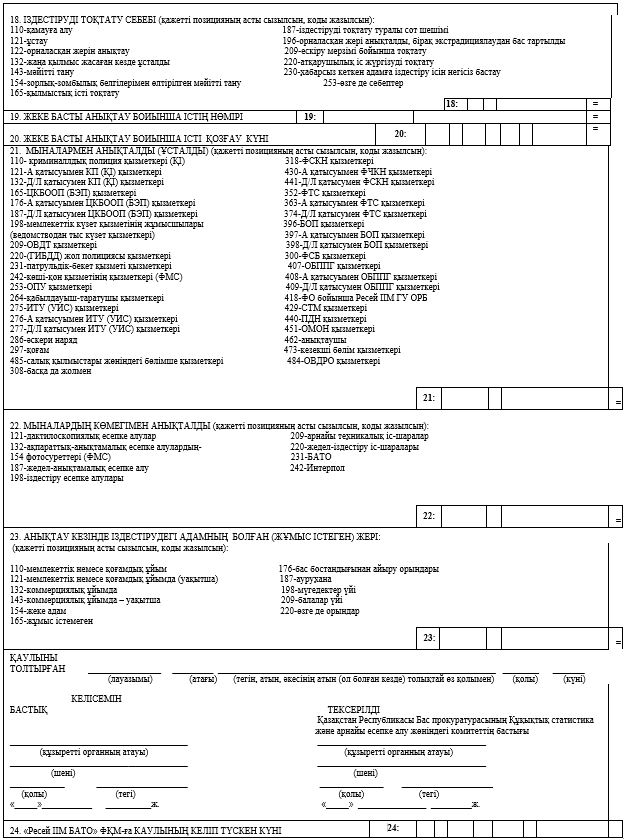 18. ІЗДЕСТІРУДІ ТОҚТАТУ СЕБЕБІ (қажетті позицияның асты сызылсын, коды жазылсын):
110-қамауға алу 187-іздестіруді тоқтату туралы сот шешімі
121-ұстау 196-орналасқан жері анықталды, бірақ экстрадициялаудан бас тартылды
122-орналасқан жерін анықтау 209-ескіру мерзімі бойынша тоқтату
132-жаңа қылмыс жасаған кезде ұсталды 220-атқарушылық іс жүргізуді тоқтату
143-мәйітті тану 230-қабарсыз кеткен адамға іздестіру ісін негізсіз бастау
154-зорлық-зомбылық белгілерімен өлтірілген мәйітті тану 253-өзге де себептер
165-қылмыстық істі тоқтату
18: =
19. ЖЕКЕ БАСТЫ АНЫҚТАУ БОЙЫНША ІСТІҢ НӨМІРІ 19: =
20. ЖЕКЕ БАСТЫ АНЫҚТАУ БОЙЫНША ІСТІ ҚОЗҒАУ КҮНІ 20: =
21. МЫНАЛАРМЕН АНЫҚТАЛДЫ (ҰСТАЛДЫ) (қажетті позицияның асты сызылсын, коды жазылсын):
110- криминалдық полиция қызметкері (ҚІ) 318-ФСКН қызметкері
121-А қатысуымен КП (ҚІ) қызметкері 430-А қатысуымен ФЧКН қызметкері
132-Д/Л қатысумен КП (ҚІ) қызметкері 441-Д/Л қатысумен ФСКН қызметкері
165-ЦКБООП (БЭП) қызметкері 352-ФТС қызметкері
176-А қатысуымен ЦКБООП (БЭП) қызметкері 363-А қатысуымен ФТС қызметкері
187-Д/Л қатысуымен ЦКБООП (БЭП) қызметкері 374-Д/Л қатысумен ФТС қызметкері
198-мемлекеттік күзет қызметінің жұмысшылары 396-БОП қызметкері
(ведомстводан тыс күзет қызметкері) 397-А қатысуымен БОП қызметкері
209-ОВДТ қызметкері 398-Д/Л қатысумен БОП қызметкері
220-(ГИБДД) жол полициясы қызметкері 300-ФСБ қызметкері
231-патрульдік-бекет қызметі қызметкері 407-ОБППГ қызметкері
242-көші-қон қызметінің қызметкері (ФМС) 408-А қатысуымен ОБППГ қызметкері
253-ОПУ қызметкері 409-Д/Л қатысумен ОБППГ қызметкері
264-қабылдауыш-таратушы қызметкері 418-ФО бойынша Ресей ІІМ ГУ ОРБ
275-ИТУ (УИС) қызметкері 429-СТМ қызметкері
276-А қатысуымен ИТУ (УИС) қызметкері 440-ПДН қызметкері
277-Д/Л қатысумен ИТУ (УИС) қызметкері 451-ОМОН қызметкері
286-әскери наряд 462-анықтаушы
297-қоғам 473-кезекші бөлім қызметкері
485-салық қылмыстары жөніндегі бөлімше қызметкері 484-ОВДРО қызметкері
308-басқа да жолмен
21: =
22. МЫНАЛАРДЫҢ КӨМЕГІМЕН АНЫҚТАЛДЫ (қажетті позицияның асты сызылсын, коды жазылсын):
121-дактилоскопиялық есепке алулар 209-арнайы техникалық іс-шаралар
132-ақпараттық-анықтамалық есепке алулардың- 220-жедел-іздестіру іс-шаралары
154 фотосуреттері (ФМС) 231-БАТО
187-жедел-анықтамалық есепке алу 242-Интерпол
198-іздестіру есепке алулары
22: =
23. АНЫҚТАУ КЕЗІНДЕ ІЗДЕСТІРУДЕГІ АДАМНЫҢ БОЛҒАН (ЖҰМЫС ІСТЕГЕН) ЖЕРІ:
(қажетті позицияның асты сызылсын, коды жазылсын):
110-мемлекеттік немесе қоғамдық ұйым 176-бас бостандығынан айыру орындары
121-мемлекеттік немесе қоғамдық ұйымда (уақытша) 187-аурухана
132-коммерциялық ұйымда 198-мүгедектер үйі
143-коммерциялық ұйымда – уақытша 209-балалар үйі
154-жеке адам 220-өзге де орындар
165-жұмыс істемеген
23: =
ҚАУЛЫНЫ
ТОЛТЫРҒАН
(лауазымы) (атағы) (тегін, атын, әкесінің атын (ол болған кезде) толықтай өз қолымен) (қолы) (күні)
КЕЛІСЕМІН
БАСТЫҚ ТЕКСЕРІЛДІ
Қазақстан Республикасы Бас прокуратурасының Құқықтық статистика
және арнайы есепке алу жөніндегі комитеттің бастығы
(құзыретті органның атауы) (құзыретті органның атауы)
(шені) (шені)
(қолы) (тегі) (қолы) (тегі)
«____»___________ __________ж. «____» ___________ __________ж.
24. «Ресей ІІМ БАТО» ФҚМ-ға ҚАУЛЫНЫҢ КЕЛІП ТҮСКЕН КҮНІ 24: